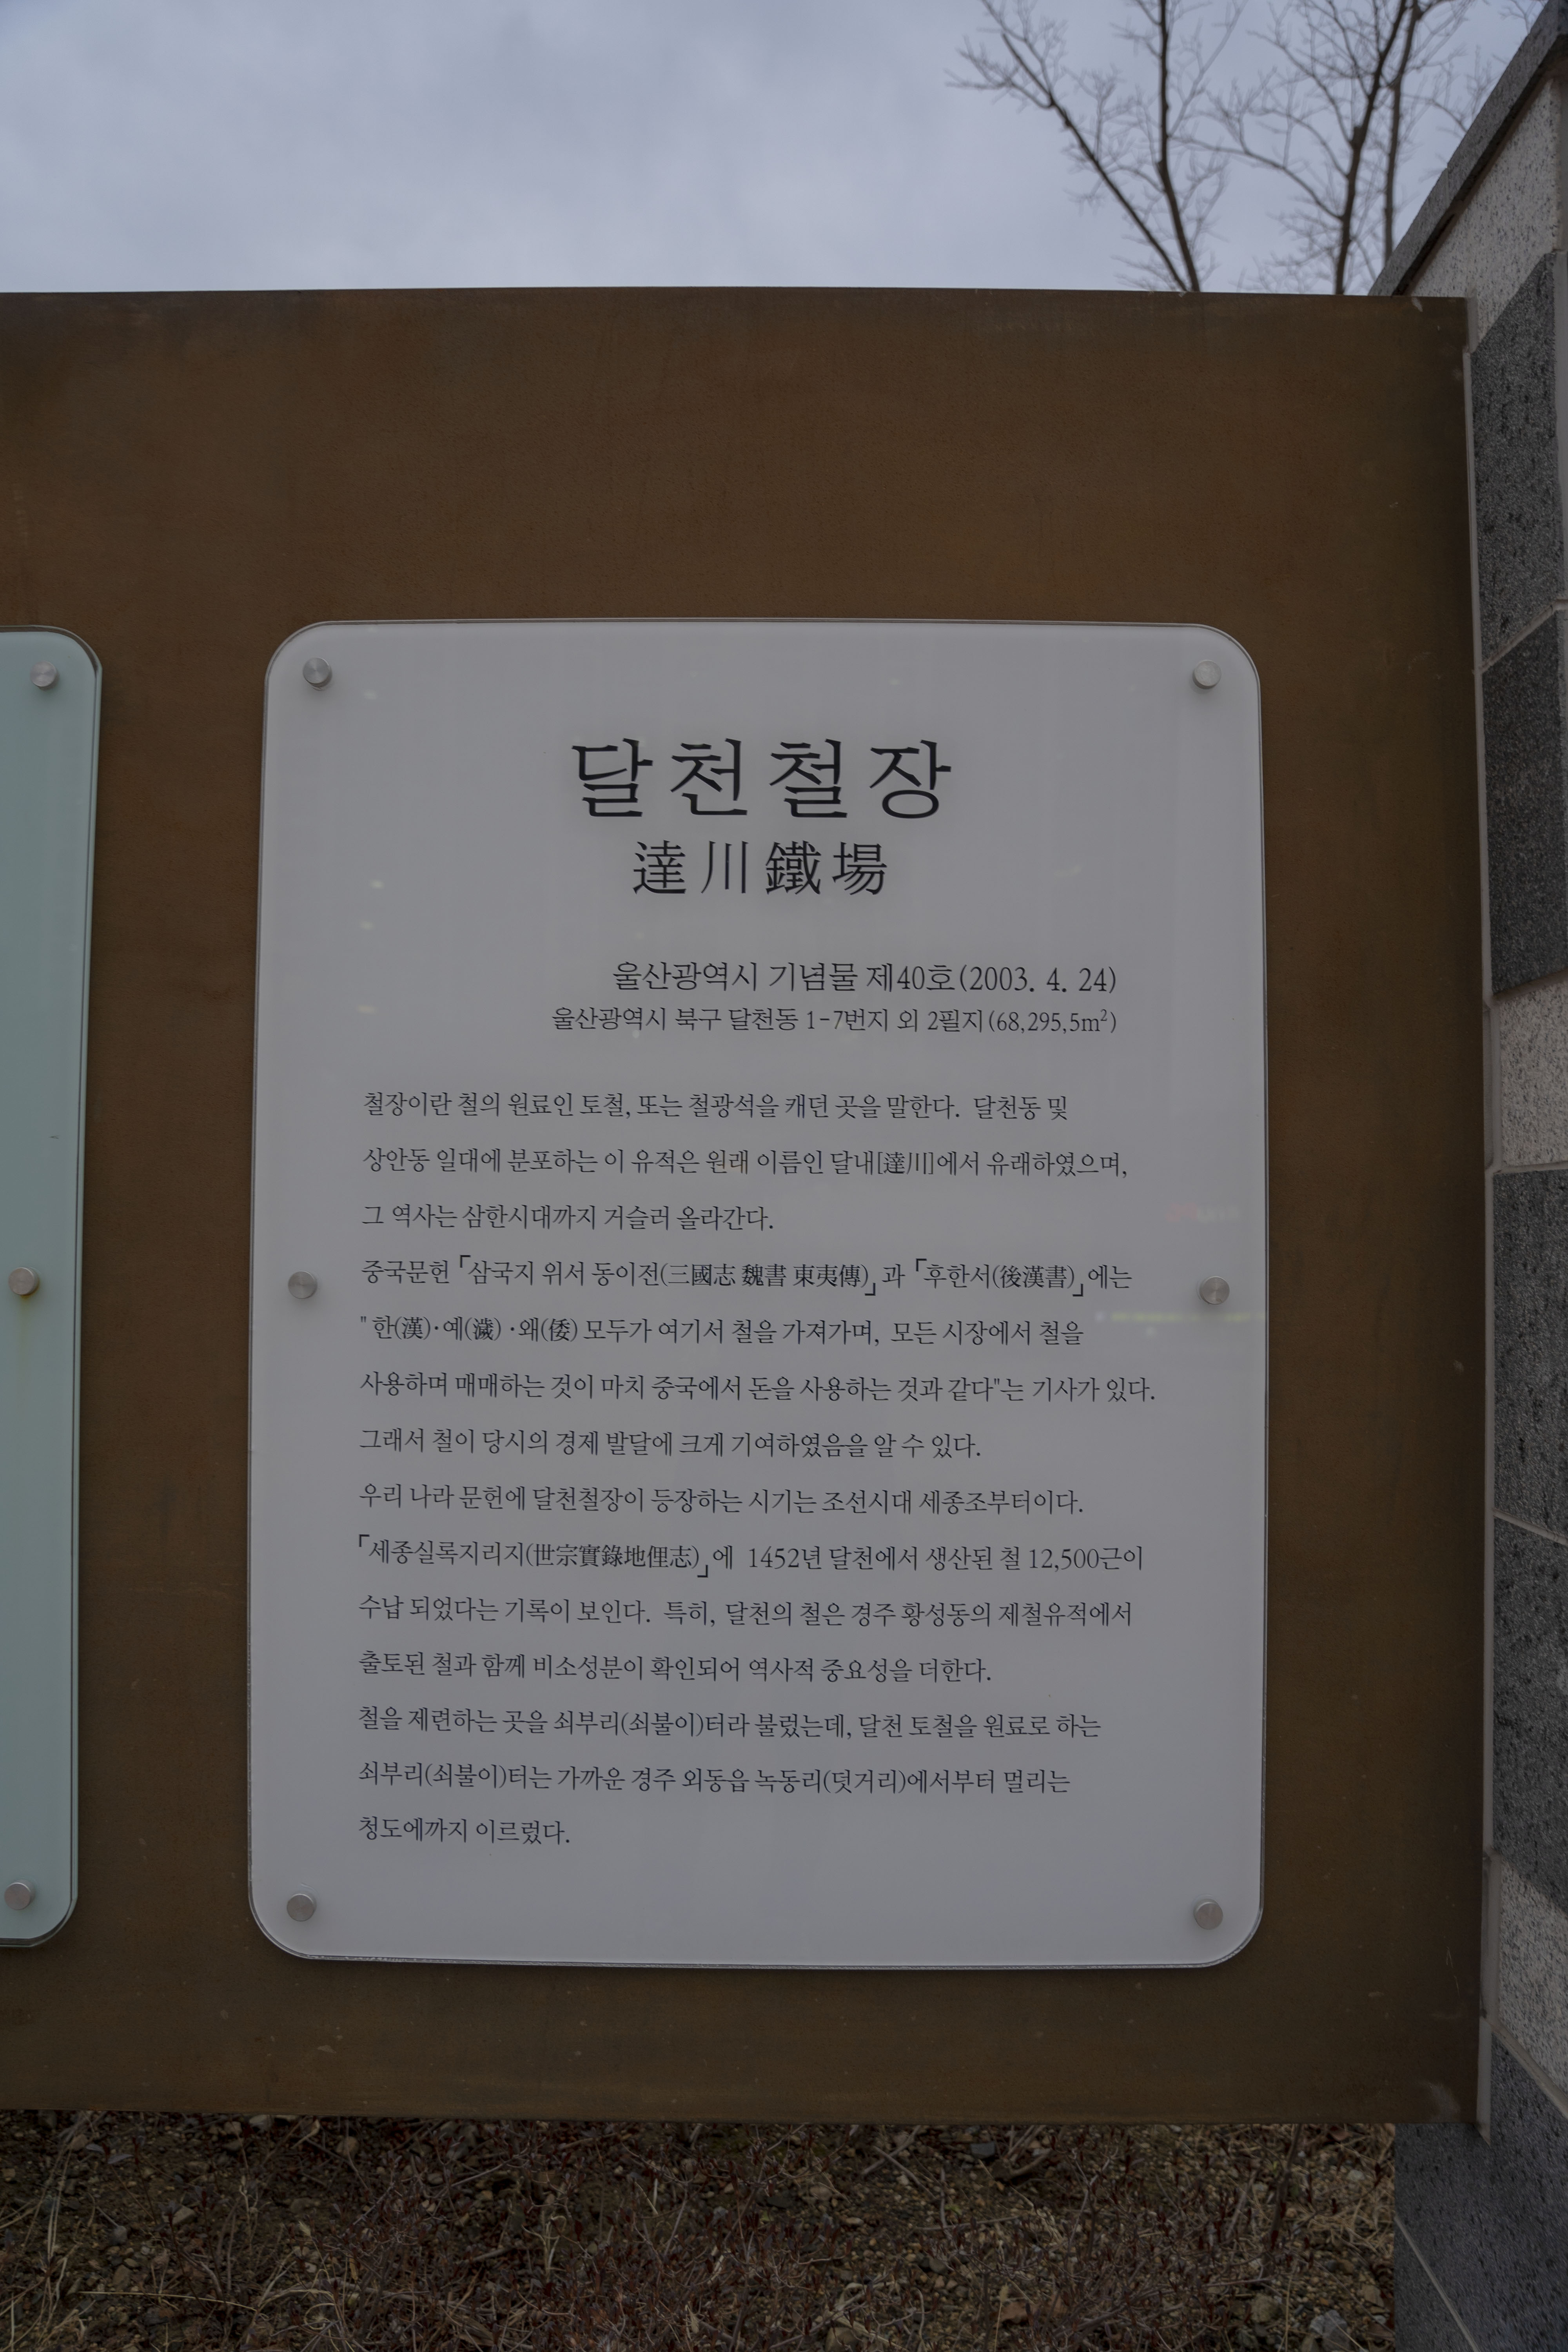 달천철장
達川鐵場
울산광역시 기념물 제40호(2003. 4. 24)
울산광역시 북구 달천동 1-7번지 외 2필지(68,295,5m²)
철장이란 철의 원료인 토철, 또는 철광석을 캐던 곳을 말한다. 달천동 및
상안동 일대에 분포하는 이 유적은 원래 이름인 달내[達川]에서 유래하였으며,
그 역사는 삼한시대까지 거슬러 올라간다.
중국문헌「삼국지 위서 동이전(三國志 魏書 東夷傳)」과 「후한서(後漢書)」에는
"한(漢)·예(濊) ·왜(倭) 모두가 여기서 철을 가져가며, 모든 시장에서 철을
사용하며 매매하는 것이 마치 중국에서 돈을 사용하는 것과 같다"는 기사가 있다.
그래서 철이 당시의 경제 발달에 크게 기여하였음을 알 수 있다.
우리 나라 문헌에 달천철장이 등장하는 시기는 조선시대 세종조부터이다.
「세종실록지리지(世宗實錄地俚志)」에 1452년 달천에서 생산된 철 12,500근이
수납 되었다는 기록이 보인다. 특히, 달천의 철은 경주 황성동의 제철유적에서
출토된 철과 함께 비소성분이 확인되어 역사적 중요성을 더한다.
철을 제련하는 곳을 쇠부리(쇠불이)터라 불렀는데, 달천 토철을 원료로 하는
쇠부리(쇠불이)터는 가까운 경주 외동읍 녹동리(덧거리)에서부터 멀리는
청도에까지 이르렀다.